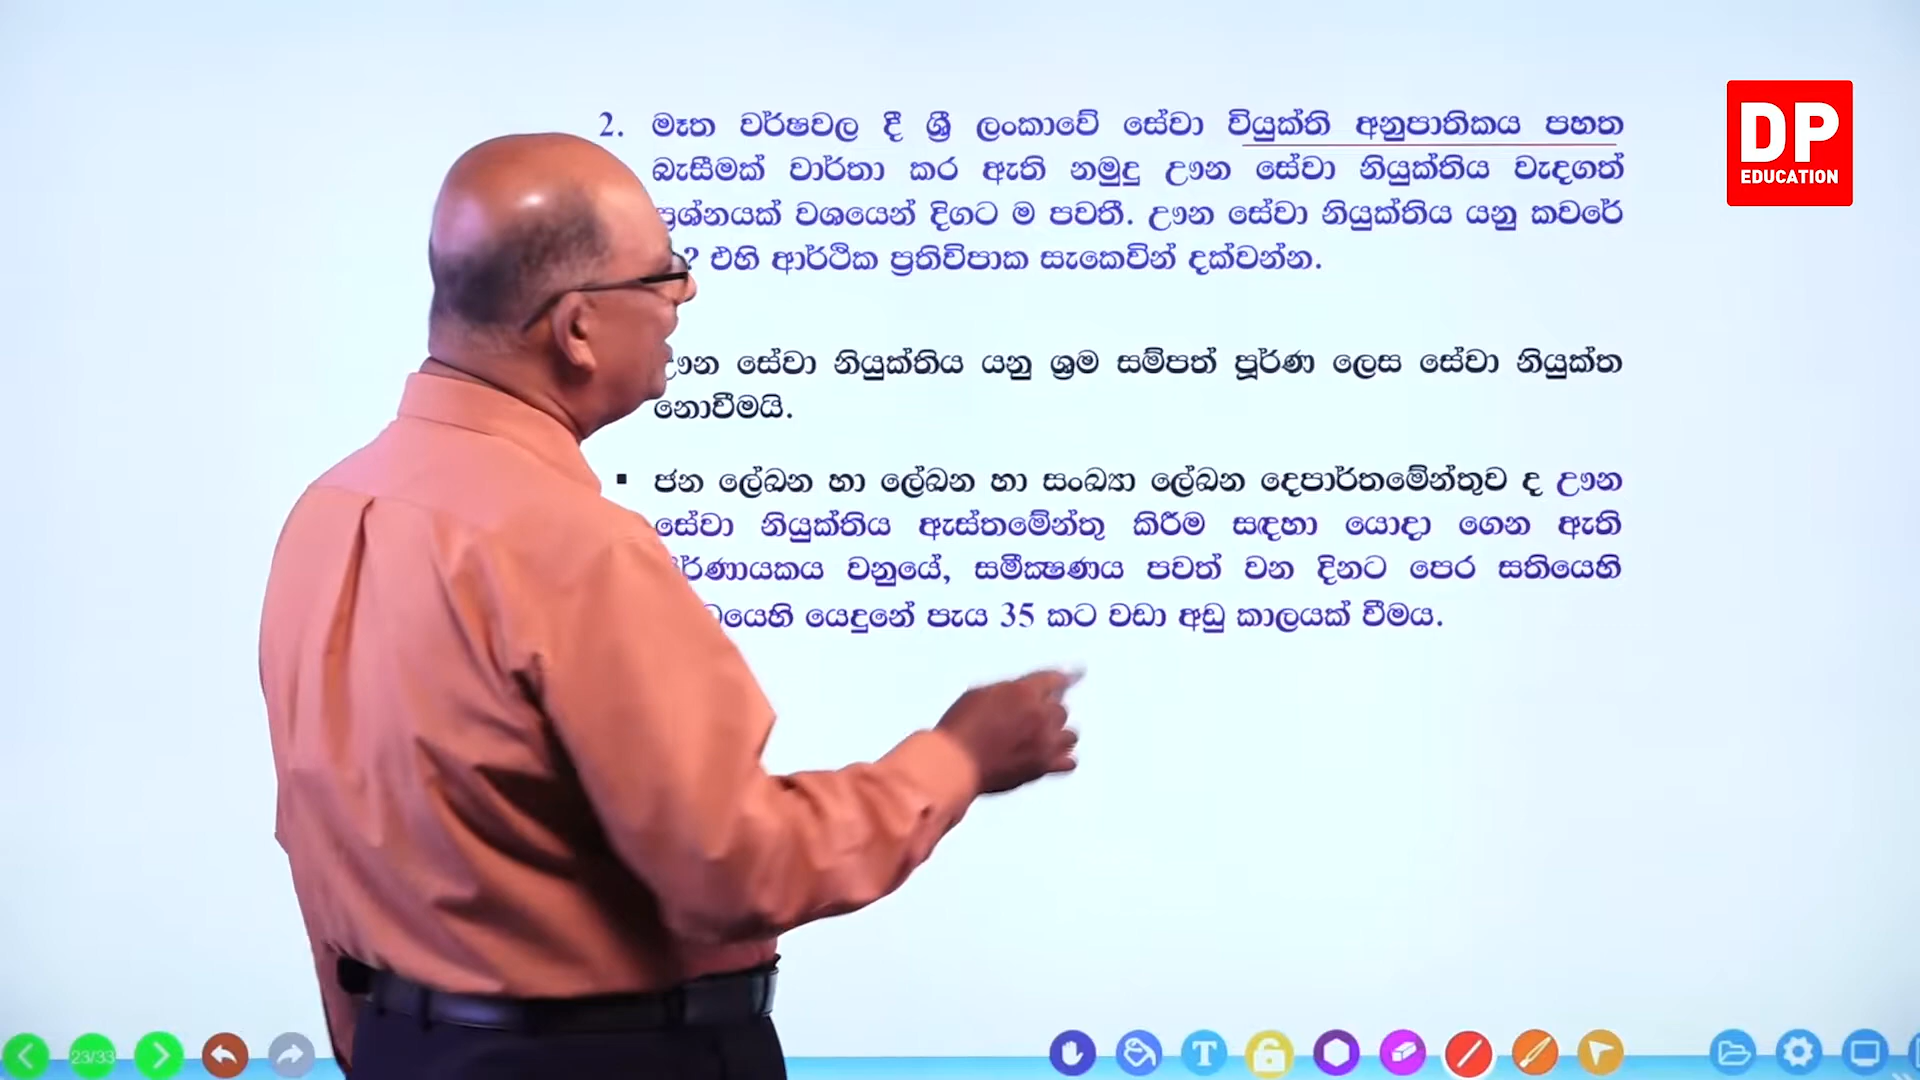 DP
EDUCATION
2. මෑත වර්ෂවල දී ශ්‍රී ලංකාවේ සේවා වියුක්ති අනුපාතිකය පහත
බැසීමක් වාර්තා කර ඇති නමුදු ඌන සේවා නියුක්තිය වැදගත්
ප්‍රශ්නයක් වශයෙන් දිගට ම පවතී. ඌන සේවා නියුක්තිය යනු කවරේ
? එහි ආර්ථික ප්‍රතිවිපාක සැකෙවින් දක්වන්න.
ඌන සේවා නියුක්තිය යනු ශ්‍රම සම්පත් පූර්ණ ලෙස සේවා නියුක්ත
නොවීමයි.
▪ ජන ලේඛන හා ලේඛන හා සංඛ්‍යා ලේඛන දෙපාර්තමේන්තුව ද ඌන
සේවා නියුක්තිය ඇස්තමේන්තු කිරීම සඳහා යොදා ගෙන ඇති
වනුයේ, සමීක්‍ෂණය පවත් වන දිනට පෙර සතියෙහි
යෙදුනේ පැය 35 කට වඩා අඩු කාලයක් වීමය.
23/33